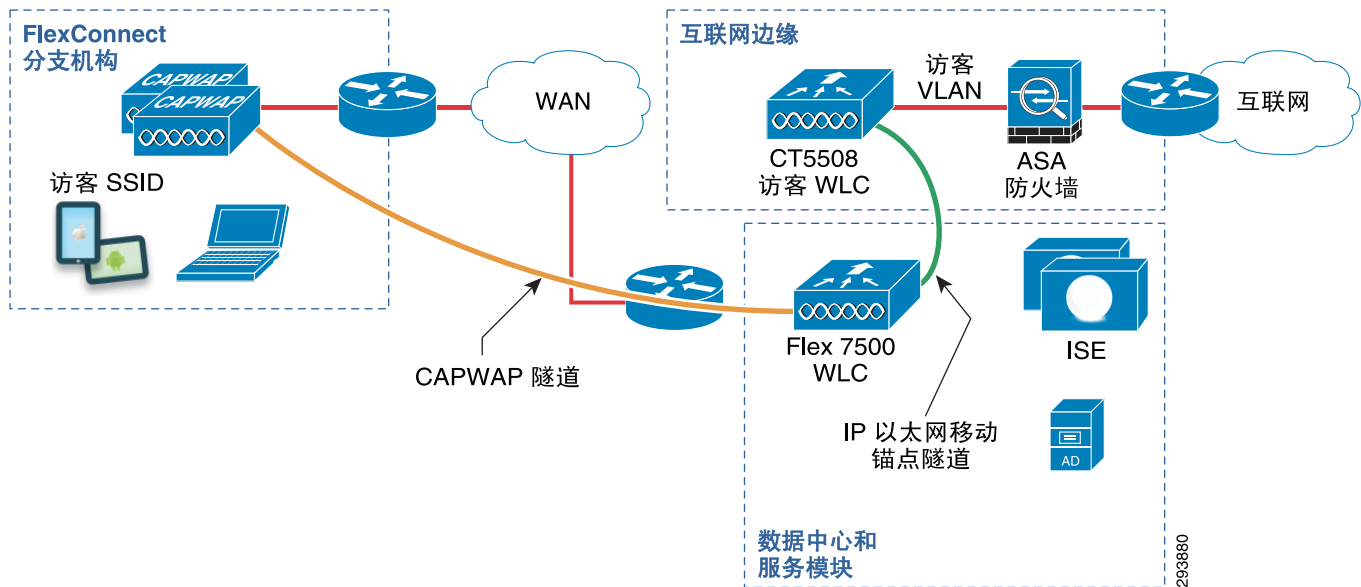 FlexConnect
分支机构
CAPWAP
CAPWAP
访客 SSID
WAN
互联网边缘
访客
VLAN
CT5508
访客 WLC
ASA
防火墙
互联网
CAPWAP 隧道
Flex 7500
WLC
IP 以太网移动
锚点隧道
ISE
AD
数据中心和
服务模块
293880